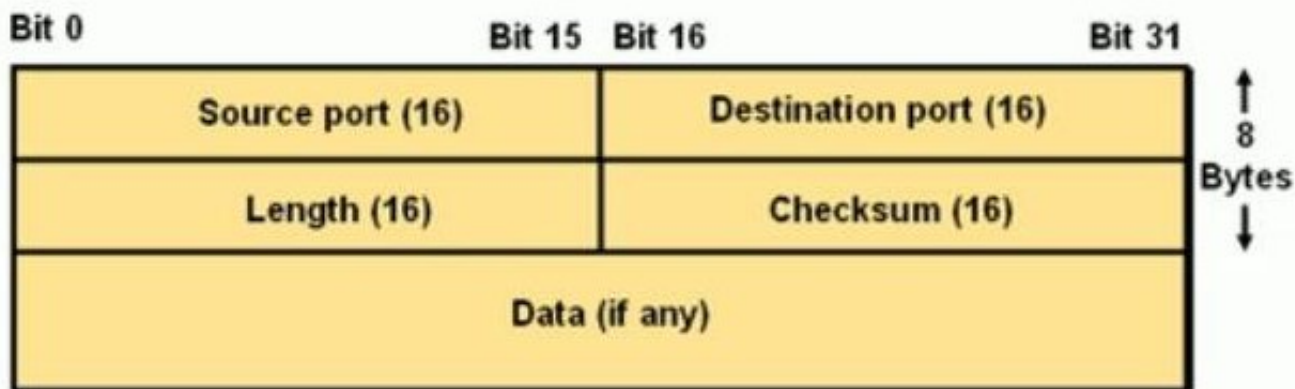 Bit 0
Bit 15 Bit 16
Bit 31
Source port (16)
Destination port (16)
8
Bytes
Length (16)
Checksum (16)
Data (if any)